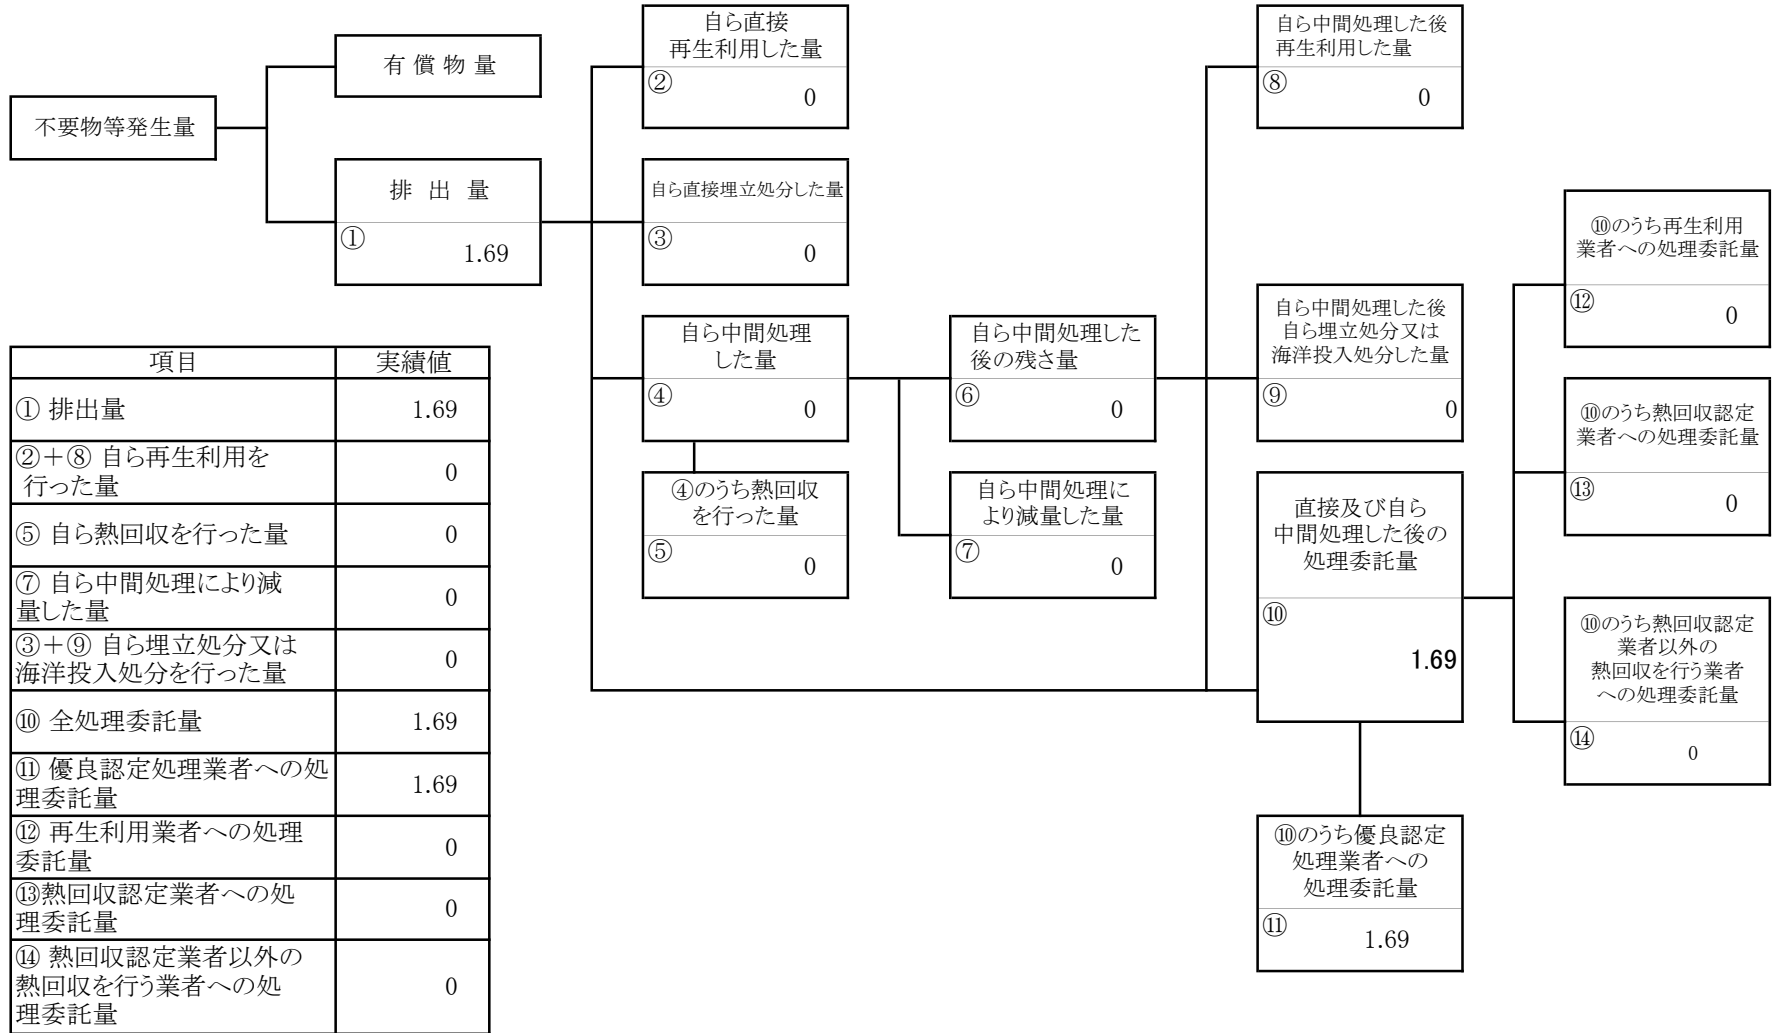 自ら直接
再生利用した量
②
0
自ら中間処理した後
再生利用した量
⑧
0
有 償 物 量
不要物等発生量
排 出 量
①
1.69
自ら直接埋立処分した量
③
0
⑩のうち再生利用
業者への処理委託量
⑫
0
自ら中間処理
した量
④
0
自ら中間処理した
後の残さ量
⑥
0
自ら中間処理した後
自ら埋立処分又は
海洋投入処分した量
⑨
0
⑩のうち熱回収認定
業者への処理委託量
⑬
0
④のうち熱回収
を行った量
⑤
0
自ら中間処理に
より減量した量
⑦
0
直接及び自ら
中間処理した後の
処理委託量
⑩
1.69
⑩のうち熱回収認定
業者以外の
熱回収を行う業者
への処理委託量
⑭
0
⑩のうち優良認定
処理業者への
処理委託量
⑪
1.69
項目 実績値
① 排出量 1.69
②＋⑧ 自ら再生利用を
行った量 0
⑤ 自ら熱回収を行った量 0
⑦ 自ら中間処理により減
量した量 0
③＋⑨ 自ら埋立処分又は
海洋投入処分を行った量 0
⑩ 全処理委託量 1.69
⑪ 優良認定処理業者への処
理委託量 1.69
⑫ 再生利用業者への処理
委託量 0
⑬熱回収認定業者への処
理委託量 0
⑭ 熱回収認定業者以外の
熱回収を行う業者への処
理委託量 0